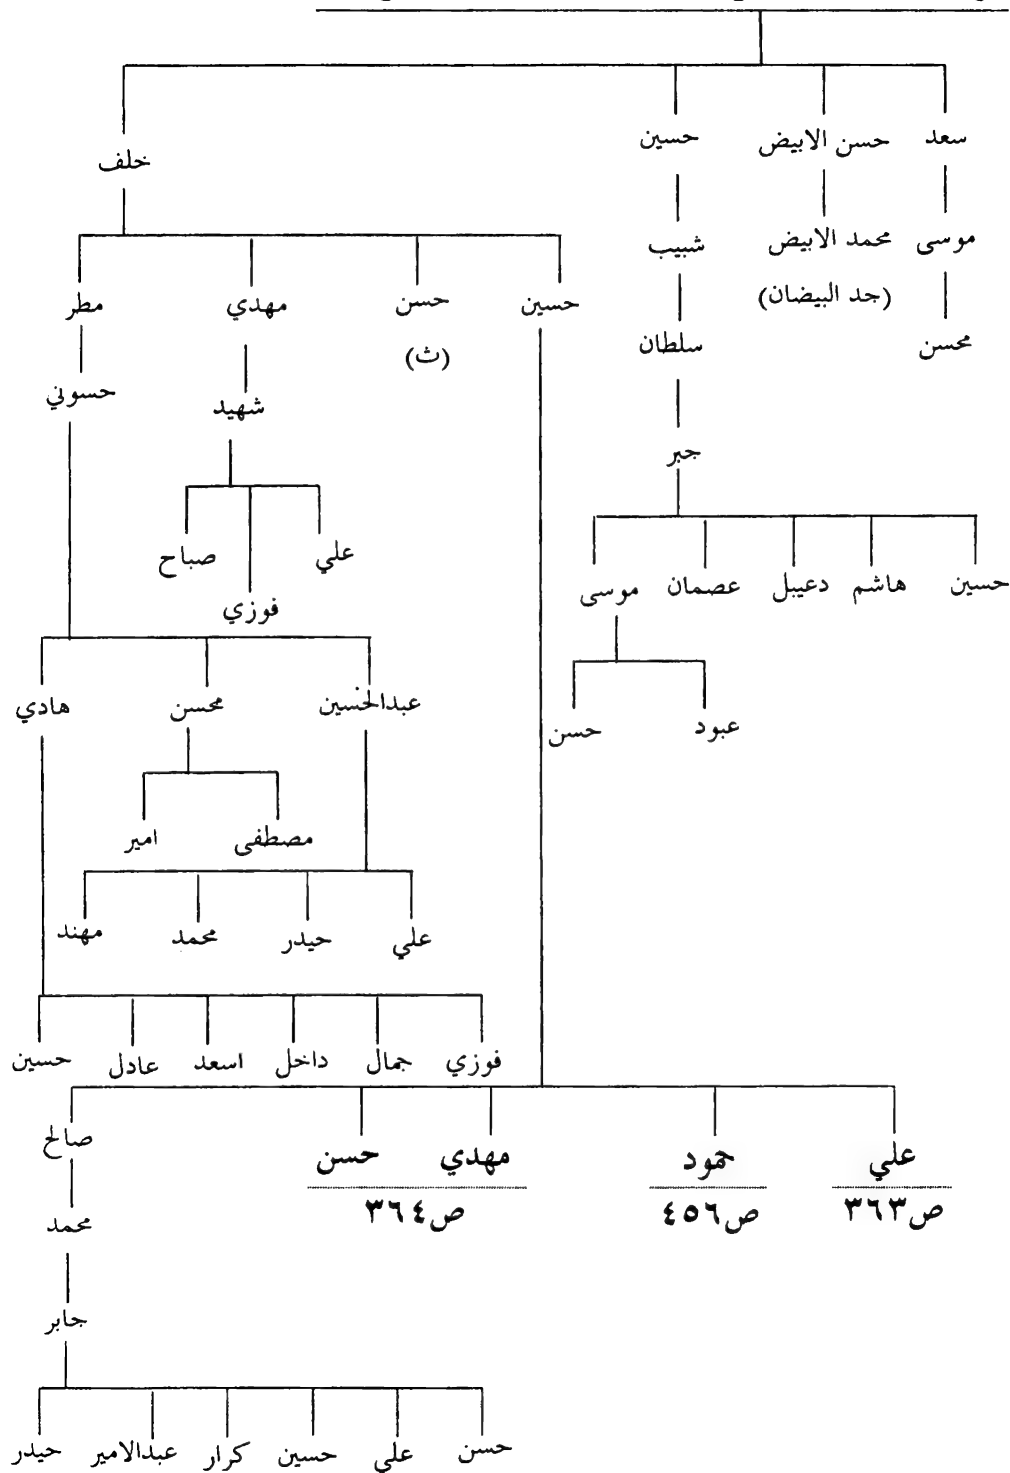 سعد حسن الابيض حسين
خلف
موسى محمد الابيض شبيب
(جد البيضان)
حسين حسن مهدي مطر
محسن سلطان
(ث)
حسوني
شهيد
جبر
علي صباح
حسين هاشم دعيبل عصمان موسى
فوزي
عبدالحسين محسن هادي
عبود حسن
مصطفى امير
علي حيدر محمد مهند
فوزي جمال داخل اسعد عادل حسين
صالح
علي حمود مهدي حسن
ص٣٦٣ ص٤٥٦ ص٣٦٤
محمد
جابر
حسن علي حسين كرار عبدالامير حيدر